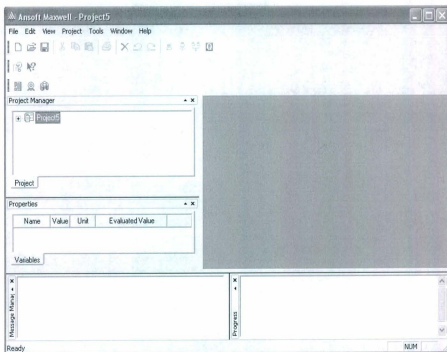 Ansoft Maxwell - Project5
File Edit View Project Tools Window Help
Project Manager
Project5
Project
Properties
Name Value Unit Evaluated Value
Variables
Message Manag
Progress
Ready
NUM